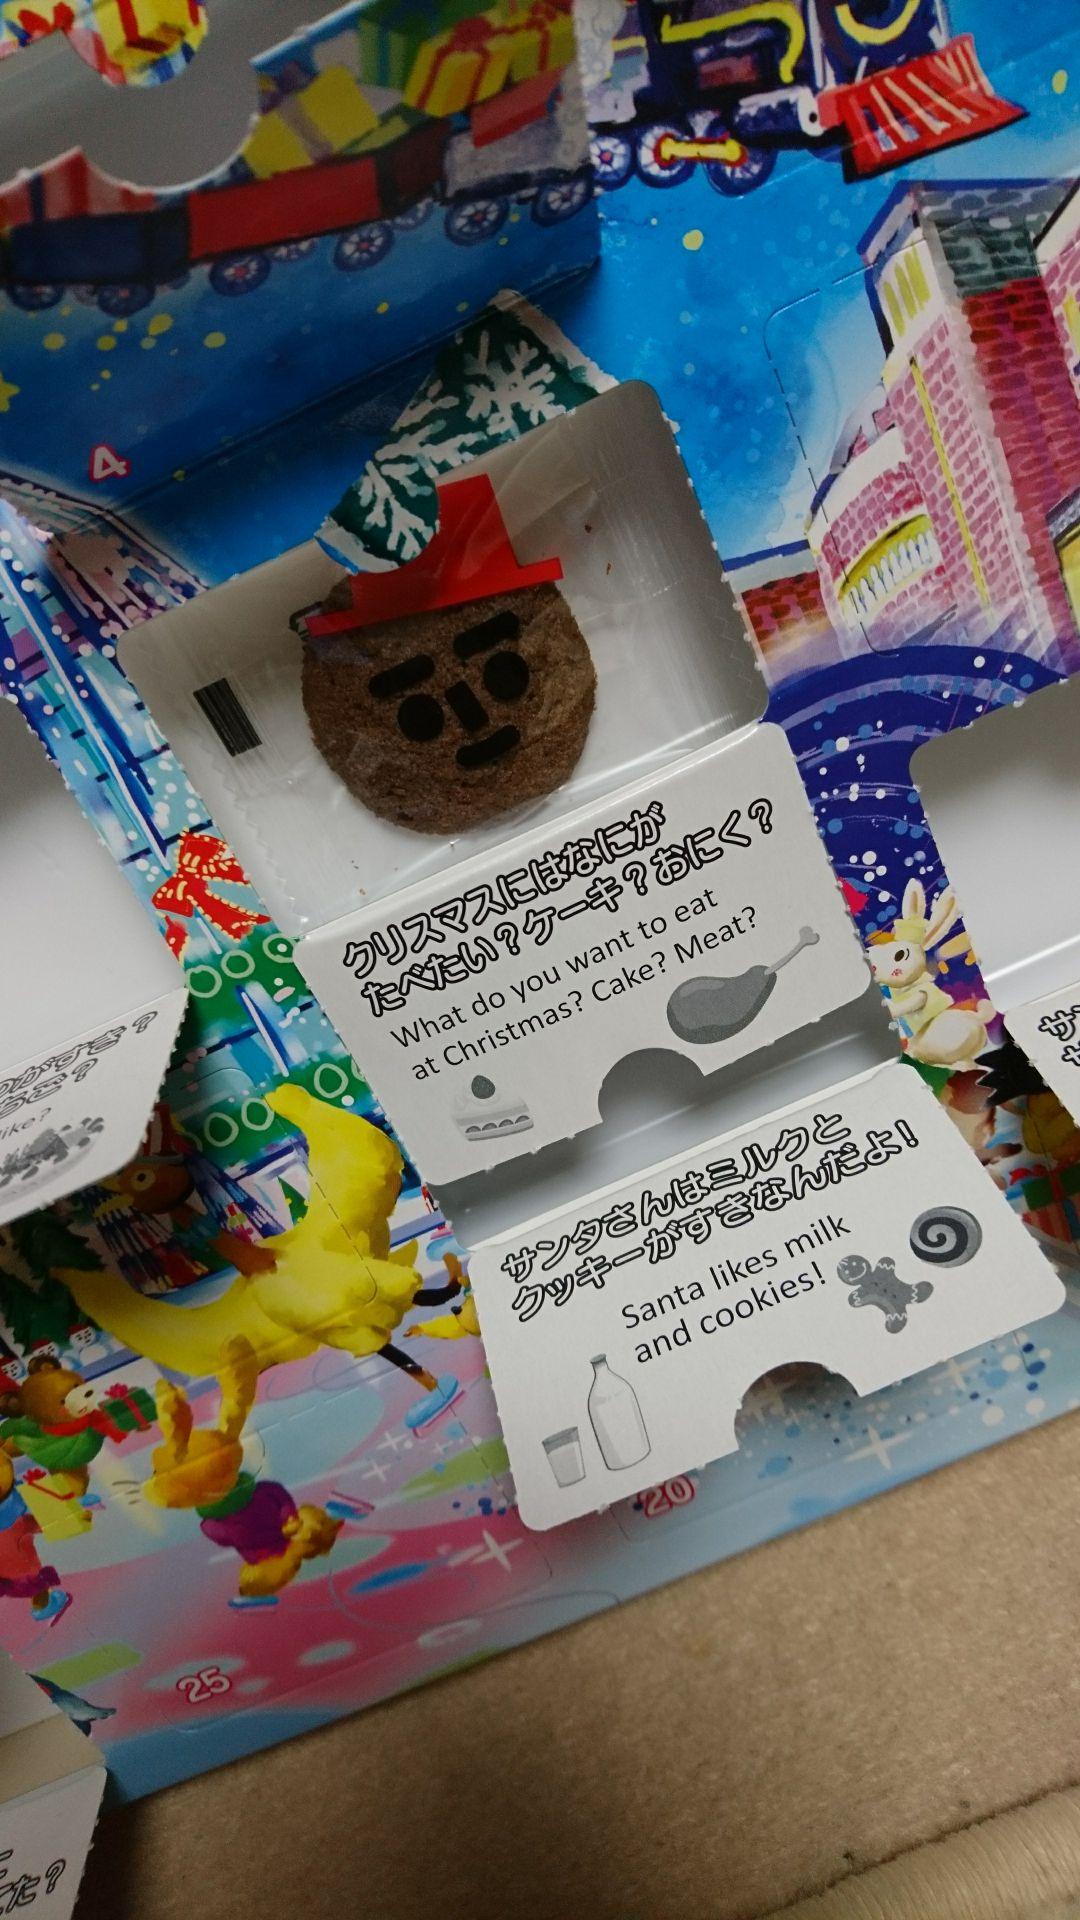 4
クリスマスにはなにが
たべたい？ケーキ？おにく？
What do you want to eat
at Christmas? Cake? Meat?
サンタさんはミルクと
クッキーがすきなんだよ！
Santa likes milk
and cookies!
like?
20
25